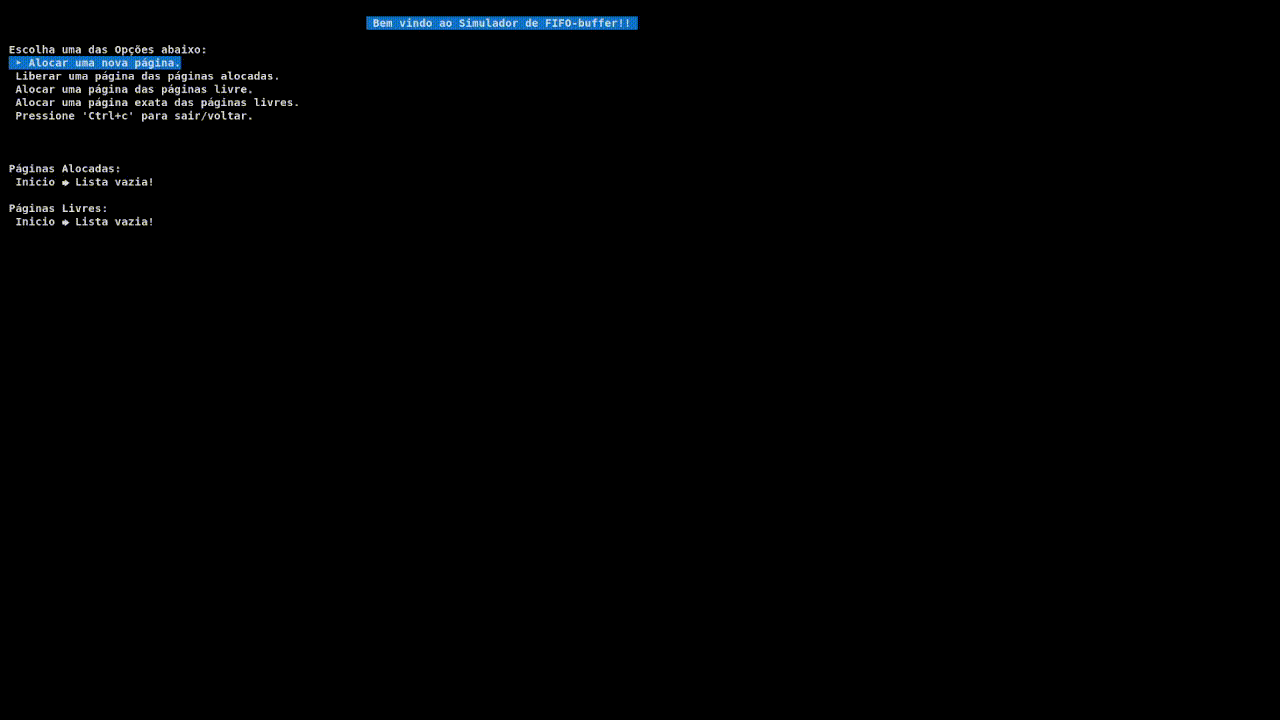 Bem vindo ao Simulador de FIFO-buffer!!
Escolha uma das Opções abaixo:
‣ Alocar uma nova página.
Liberar uma página das páginas alocadas.
Alocar uma página das páginas livre.
Alocar uma página exata das páginas livres.
Pressione 'Ctrl+c' para sair/voltar.
Páginas Alocadas:
Inicio 🠺 Lista vazia!
Páginas Livres:
Inicio 🠺 Lista vazia!